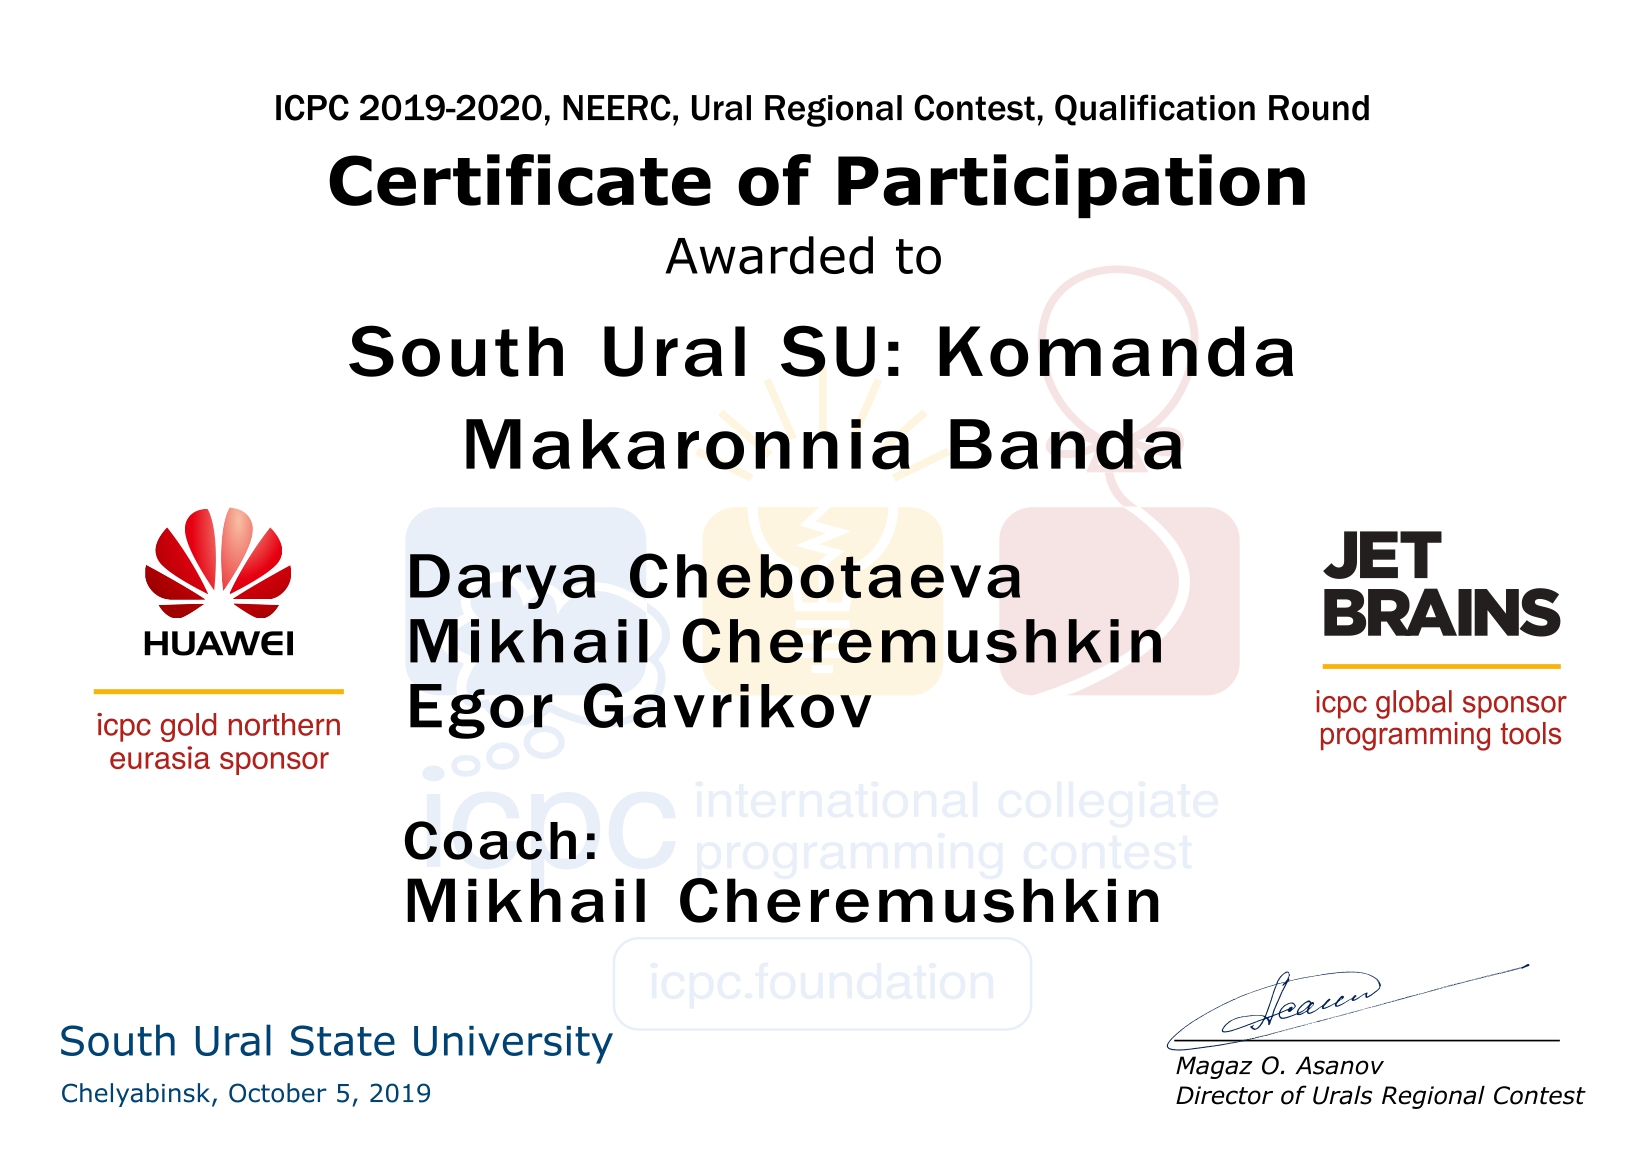 ICPC 2019-2020, NEERC, Ural Regional Contest, Qualification Round
Certificate of Participation
Awarded to
South Ural SU: Komanda
Makaronnia Banda
HUAWEI
icpc gold northern
eurasia sponsor
Darya Chebotaeva
Mikhail Cheremushkin
Egor Gavrikov
JET
BRAINS
icpc global sponsor
programming tools
icpc international collegiate
programming contest
Coach:
Mikhail Cheremushkin
icpc.foundation
South Ural State University
Chelyabinsk, October 5, 2019
Magaz O. Asanov
Director of Urals Regional Contest